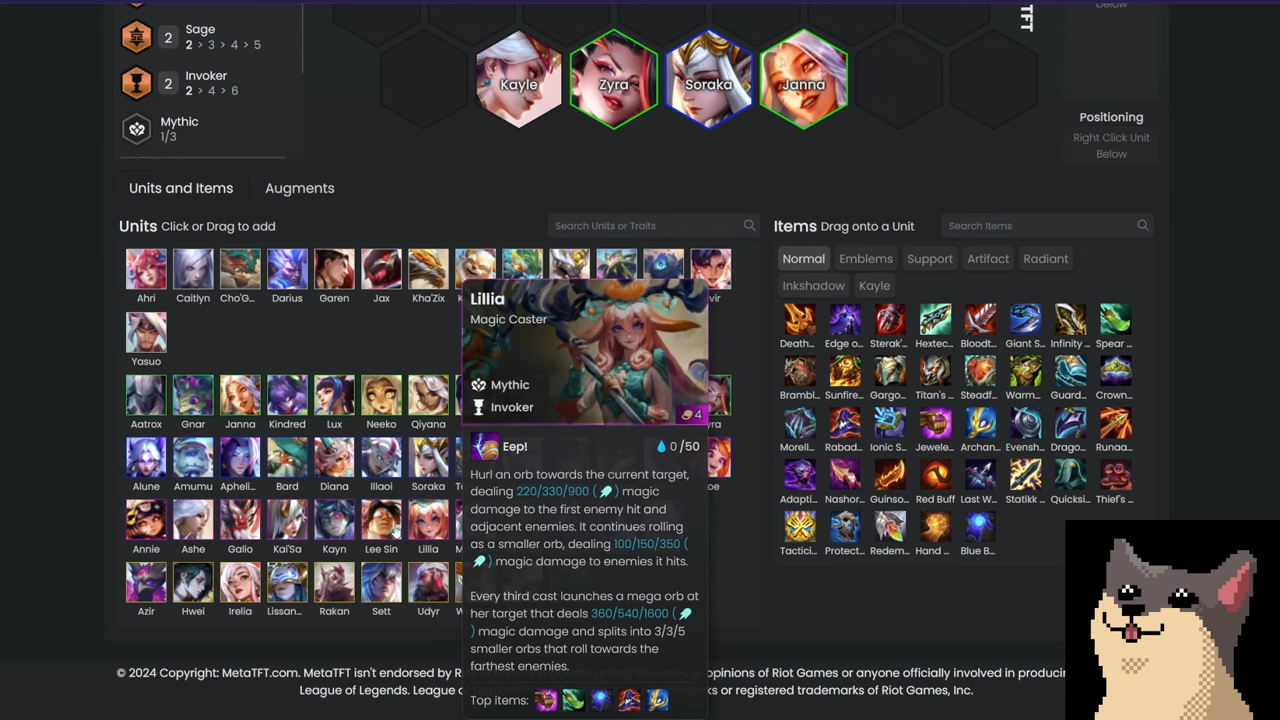 Sage
2
2 > 3 > 4 > 5
Invoker
2
2 > 4 > 6
Mythic
1/3
Kayle
Zyra
Soraka
Janna
TFT
below
Positioning
Right Click Unit
Below
Units and Items
Augments
Units Click or Drag to add
Search Units or Traits
Items Drag onto a Unit
Search Items
Normal
Emblems
Support
Artifact
Radiant
Inkshadow
Kayle
Ahri
Caitlyn
Cho'G...
Darius
Garen
Jax
Kha'Zix
Yasuo
Aatrox
Gnar
Janna
Kindred
Lux
Neeko
Qiyana
Alune
Amumu
Apheli...
Bard
Diana
Illaoi
Soraka
Annie
Ashe
Galio
Kai'Sa
Kayn
Lee Sin
Lillia
Azir
Hwei
Irelia
Lissan...
Rakan
Sett
Udyr
Lillia
Magic Caster
Mythic
Invoker
4
Eep!
0 /50
Hurl an orb towards the current target,
dealing 220/330/900 ( ) magic
damage to the first enemy hit and
adjacent enemies. It continues rolling
as a smaller orb, dealing 100/150/350 (
) magic damage to enemies it hits.
Every third cast launches a mega orb at
her target that deals 360/540/1600 (
) magic damage and splits into 3/3/5
smaller orbs that roll towards the
farthest enemies.
Top items:
Death...
Edge o...
Sterak'...
Hextec...
Bloodt...
Giant S...
Infinity ...
Spear ...
Brambl...
Sunfire...
Gargo...
Titan's ...
Steadf...
Warm...
Guard...
Crown...
Morell...
Rabad...
Ionic S...
Jewele...
Archan...
Evensh...
Drago...
Runaa...
Adapti...
Nashor...
Guinso...
Red Buff
Last W...
Statikk ...
Quicksi...
Thief's ...
Tactici...
Protect...
Redem...
Hand ...
Blue B...
© 2024 Copyright: MetaTFT.com. MetaTFT isn't endorsed by
or opinions of Riot Games or anyone officially involved in producin
League of Legends. League
or registered trademarks of Riot Games, Inc.